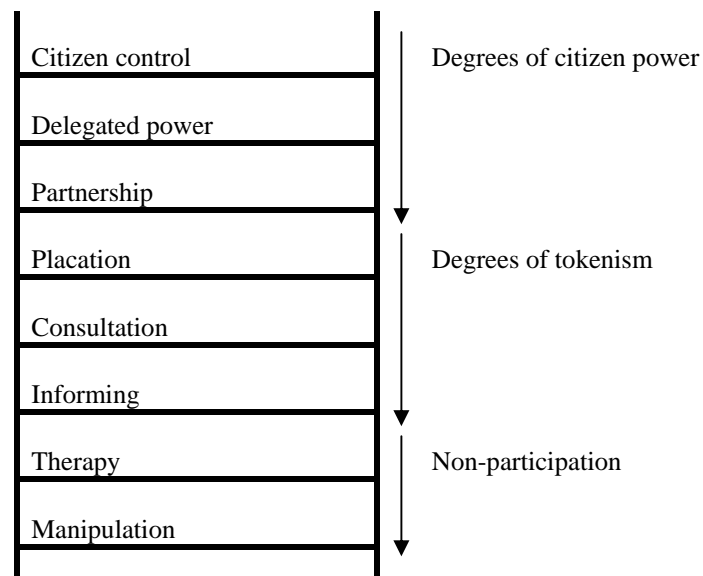 Citizen control
Degrees of citizen power
Delegated power
Partnership
Placation
Degrees of tokenism
Consultation
Informing
Therapy
Non-participation
Manipulation